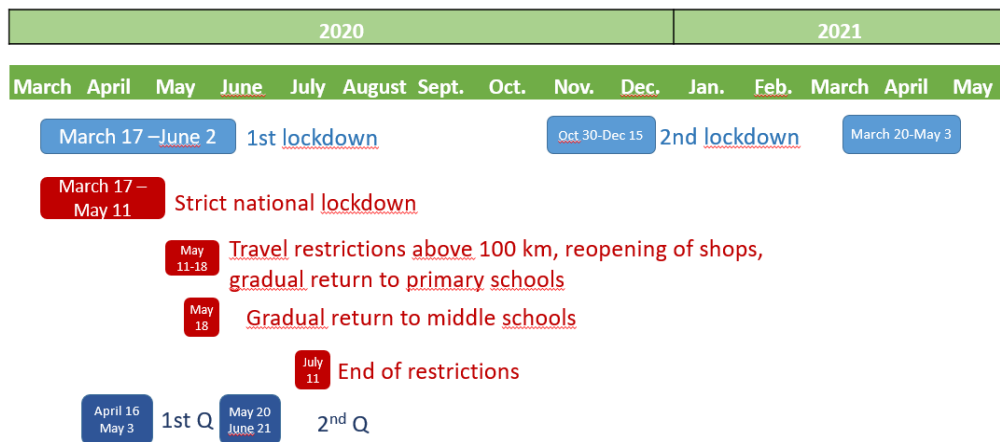 2020 2021
March April May June July August Sept. Oct. Nov. Dec. Jan. Feb. March April May
March 17 –June 2 1st lockdown Oct 30-Dec 15 2nd lockdown March 20-May 3
March 17 –
May 11
Strict national lockdown
May
11-18
Travel restrictions above 100 km, reopening of shops,
gradual return to primary schools
May
18
Gradual return to middle schools
July
11
End of restrictions
April 16
May 3
1st Q
May 20
June 21
2nd Q